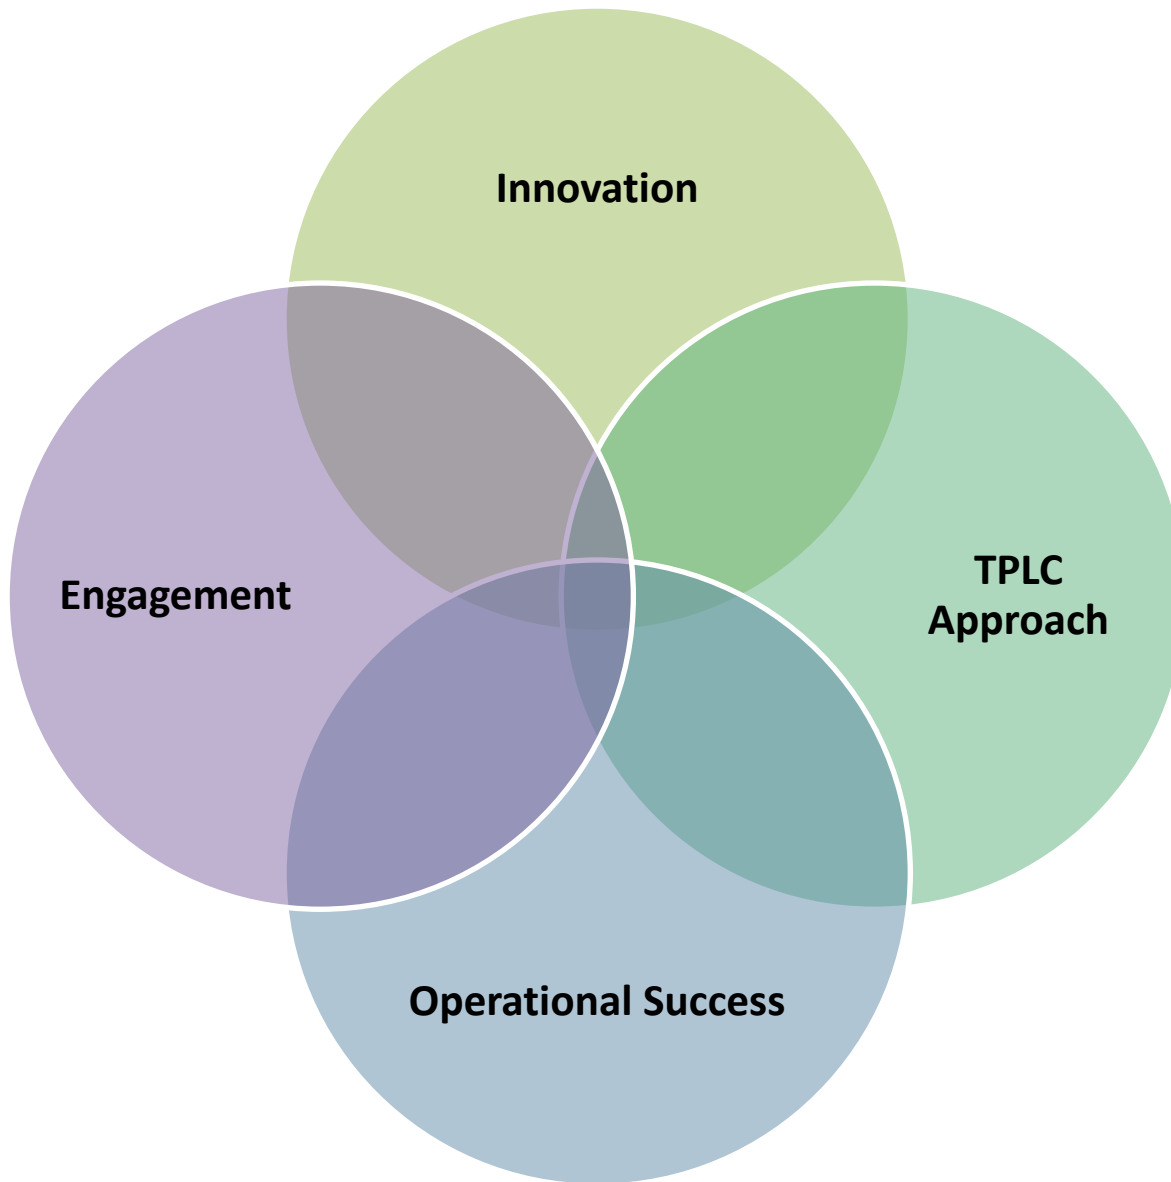 Innovation
Engagement
TPLC
Approach
Operational Success